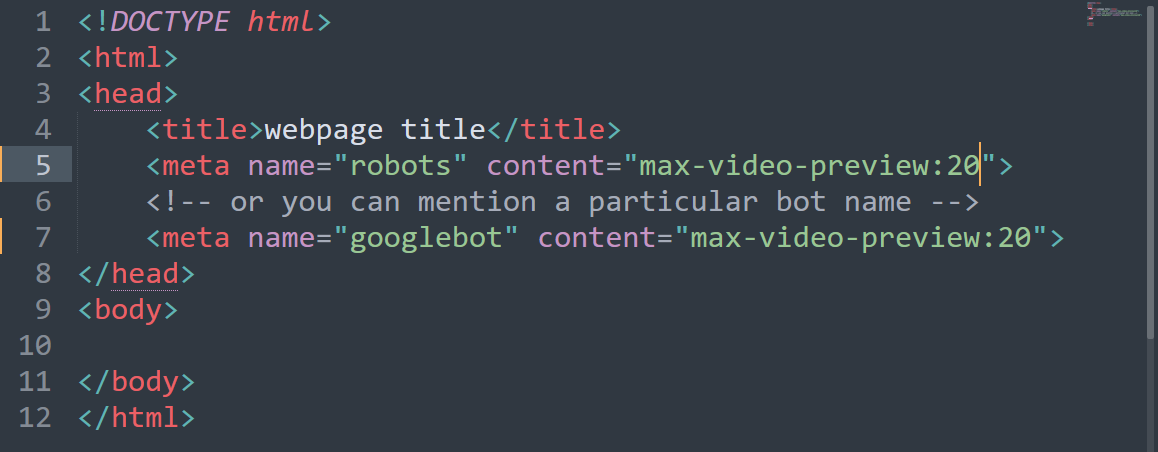 1 <!DOCTYPE html>
2 <html>
3 <head>
4     <title>webpage title</title>
5     <meta name="robots" content="max-video-preview:20">
6     <!-- or you can mention a particular bot name -->
7     <meta name="googlebot" content="max-video-preview:20">
8 </head>
9 <body>
10
11 </body>
12 </html>